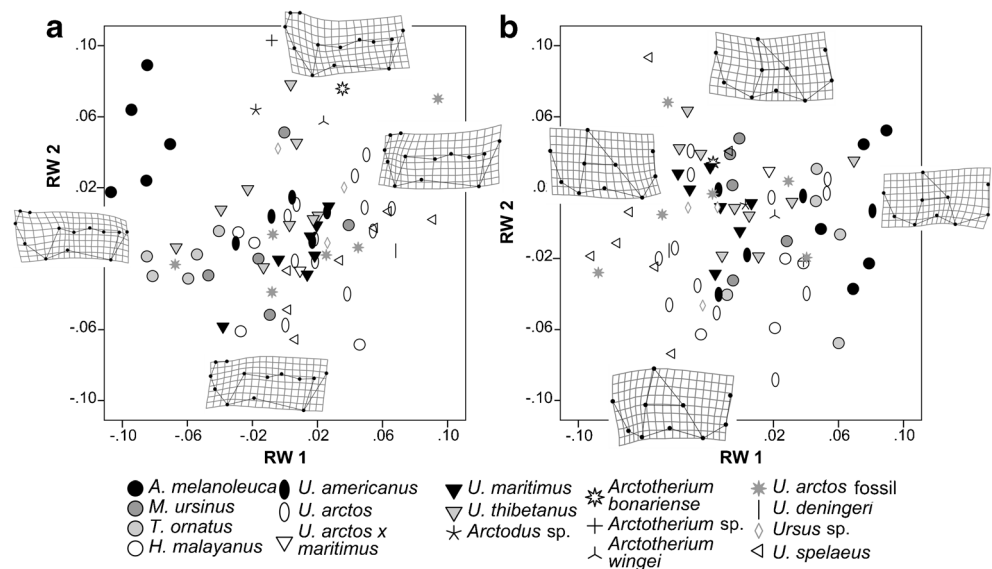 a
b
.10
.06
.02
-.02
-.06
-.10
RW 2
-.10
-.06
-.02
.02
.06
.10
RW 1
.10
.06
.0
-.02
-.06
-.10
RW 2
-.10
.02
.06
.10
RW 1
A. melanoleuca
M. ursinus
T. ornatus
H. malayanus
U. americanus
U. arctos
U. arctos x
maritimus
U. maritimus
U. thibetanus
Arctodus sp.
Arctotherium
bonariense
Arctotherium sp.
Arctotherium
wingei
U. arctos fossil
U. deningeri
Ursus sp.
U. spelaeus